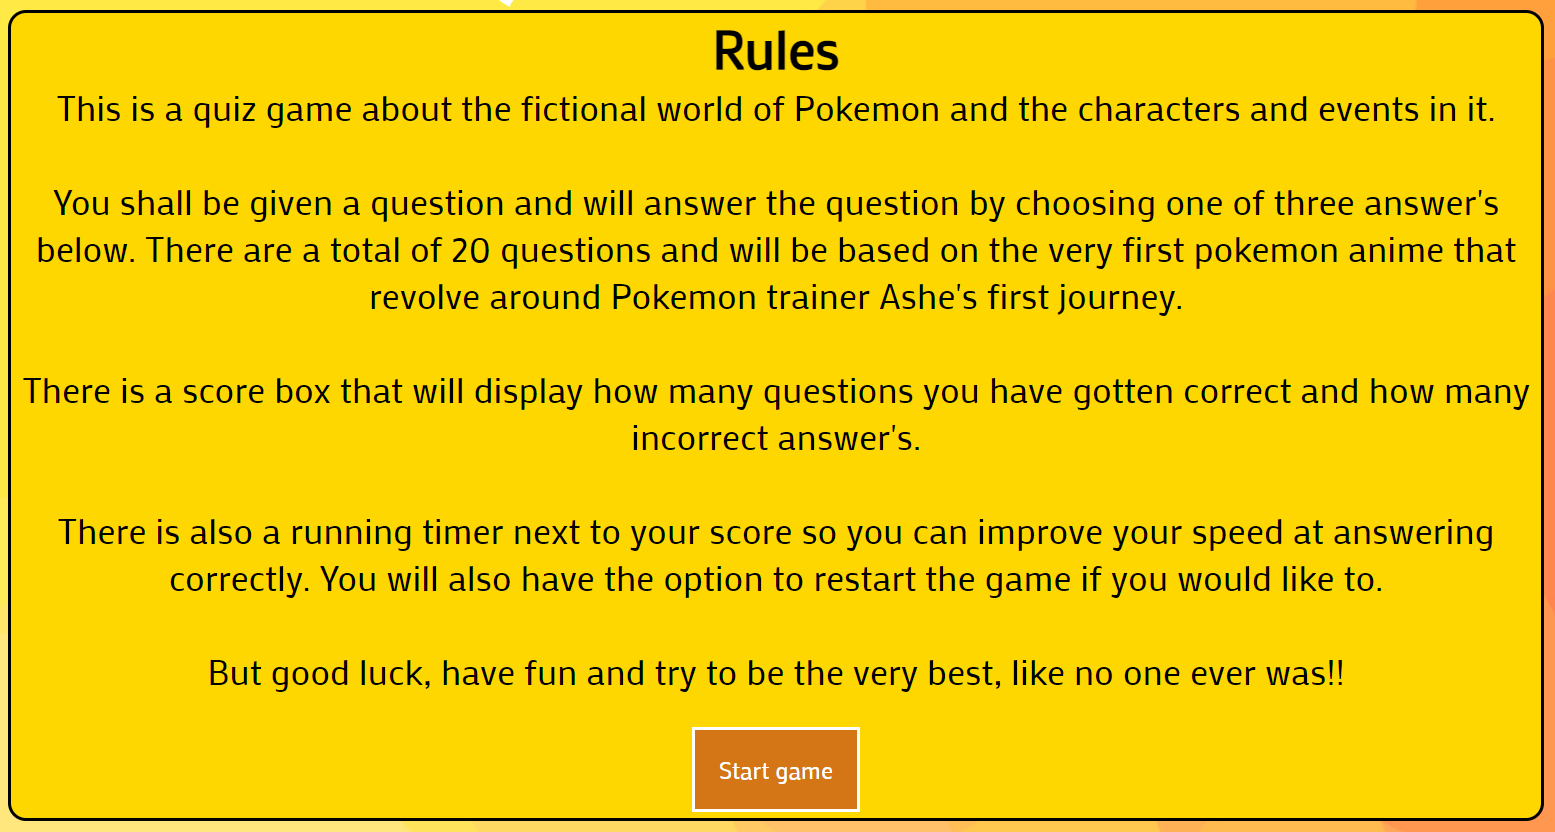 Rules
This is a quiz game about the fictional world of Pokemon and the characters and events in it.
You shall be given a question and will answer the question by choosing one of three answer's
below. There are a total of 20 questions and will be based on the very first pokemon anime that
revolve around Pokemon trainer Ashe's first journey.
There is a score box that will display how many questions you have gotten correct and how many
incorrect answer's.
There is also a running timer next to your score so you can improve your speed at answering
correctly. You will also have the option to restart the game if you would like to.
But good luck, have fun and try to be the very best, like no one ever was!!
Start game